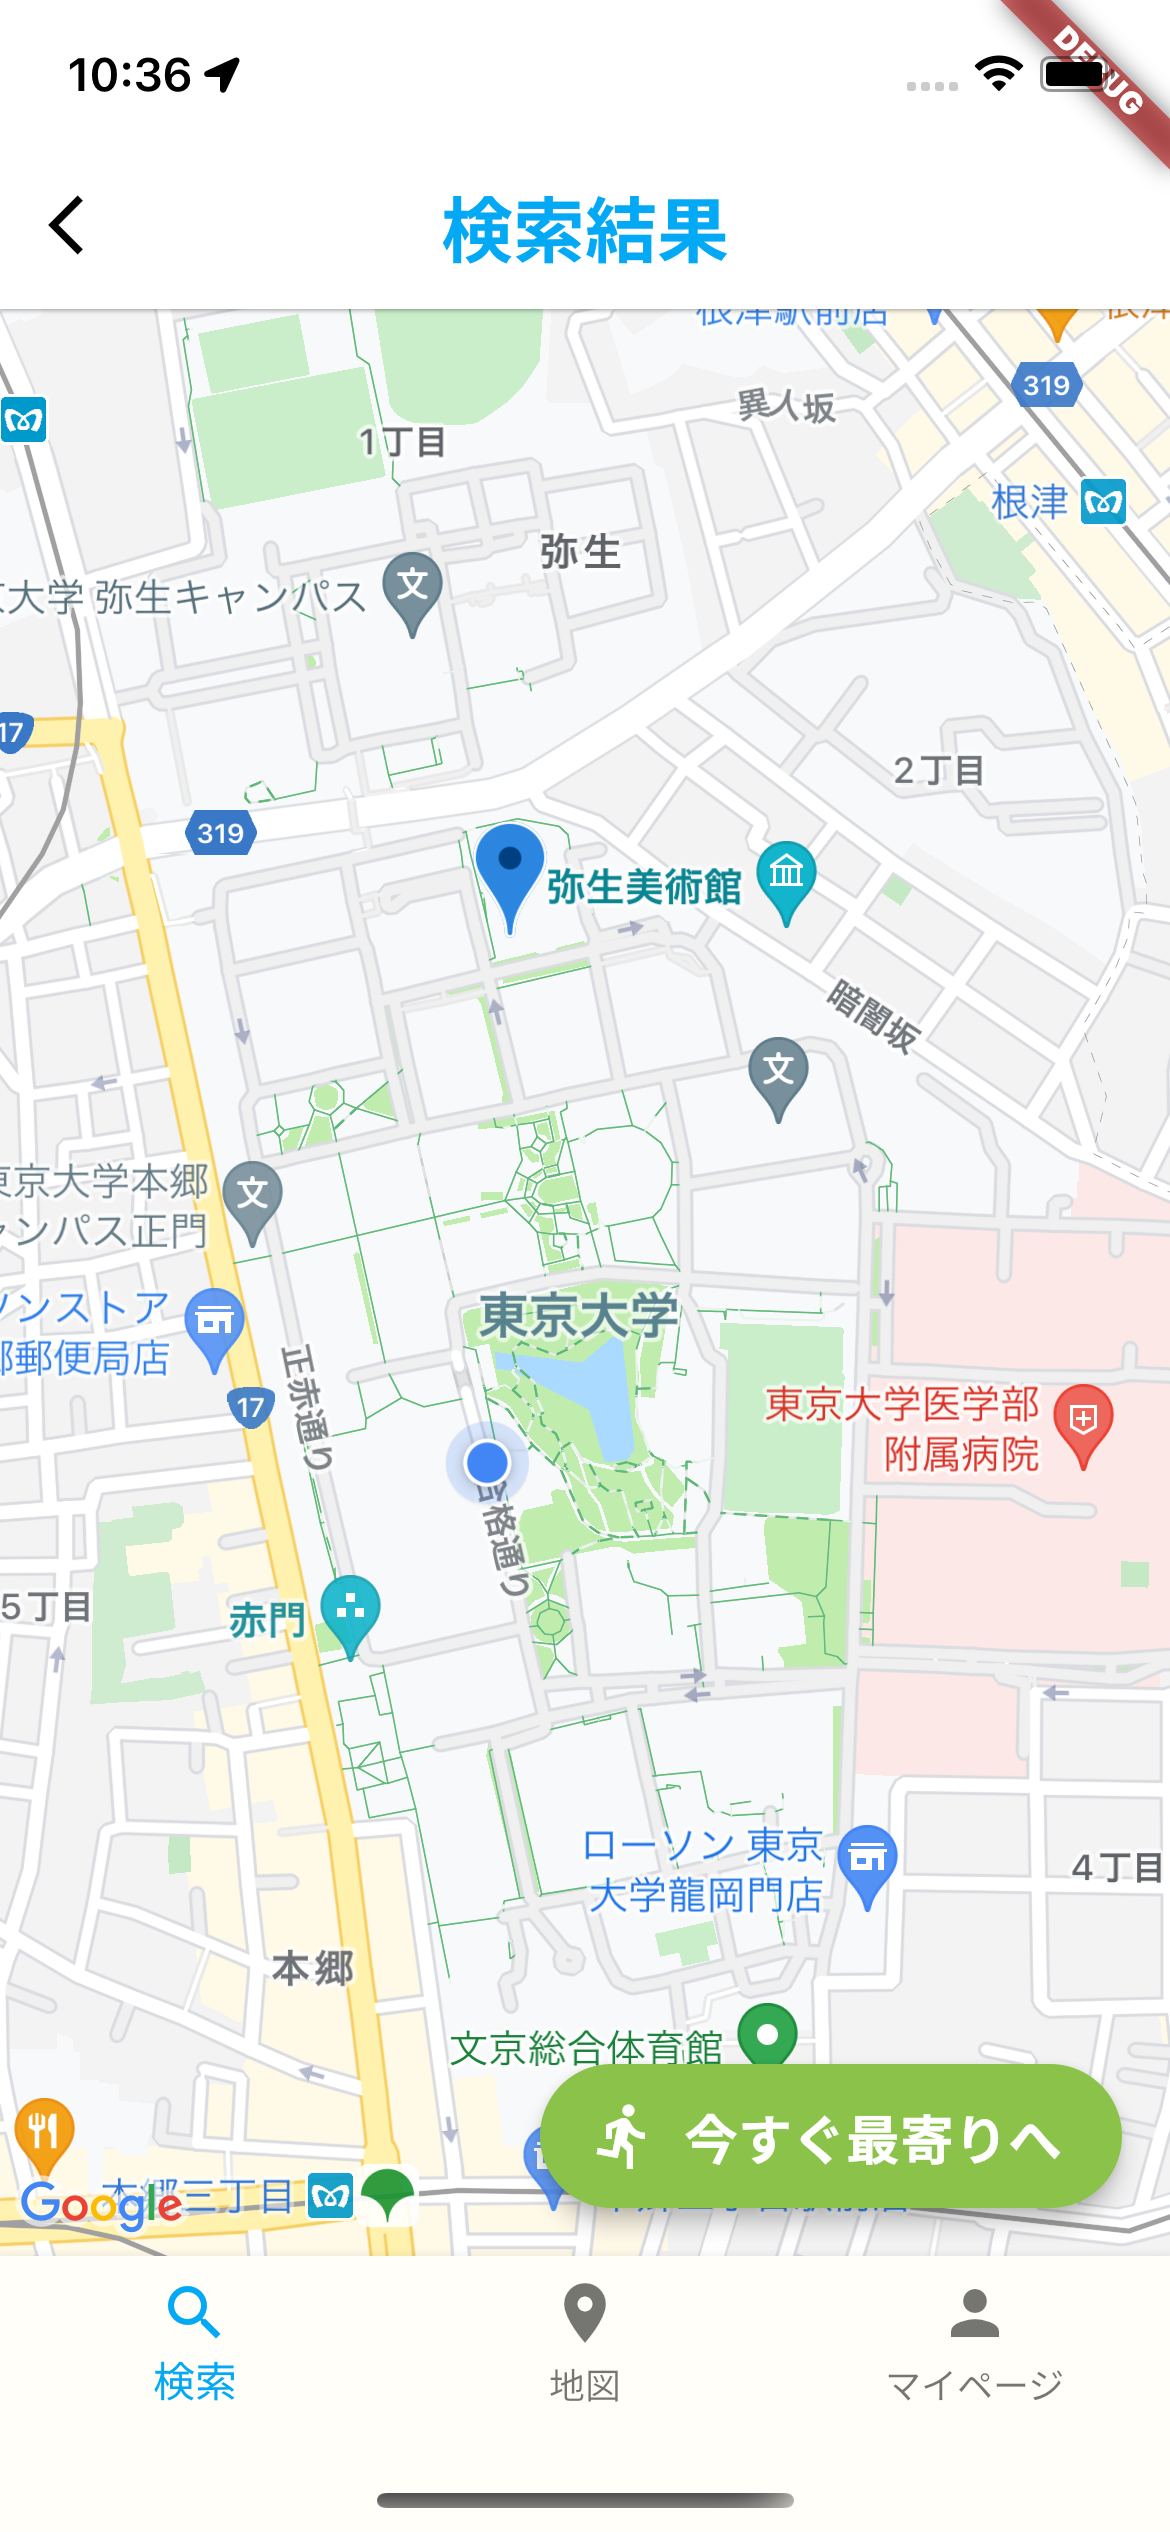 10:36
DEBUG
検索結果
根津駅前店
319
異人坂
1丁目
根津
弥生
大学 弥生キャンパス
文
17
2丁目
319
弥生美術館
暗闇坂
文
東京大学本郷
ンパス正門
文
東京大学
ンストア
郵便局店
正赤通り
17
東京大学医学部
附属病院
合格通り
5丁目
赤門
ローソン 東京
大学龍岡門店
4丁目
本郷
文京総合体育館
今すぐ最寄りへ
本郷三丁目
Google
検索
地図
マイページ